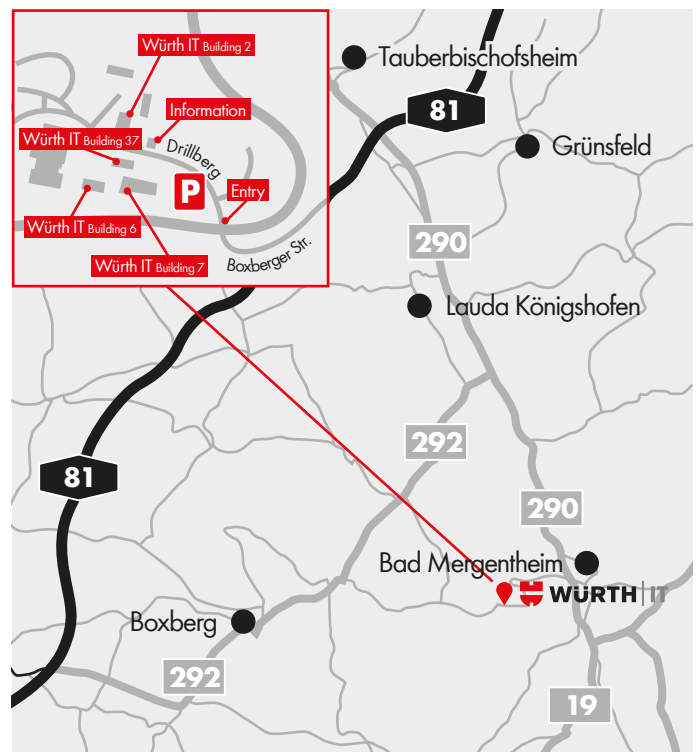 Würth IT Building 2
Information
Würth IT Building 37
Drillberg
P
Entry
Würth IT Building 6
Boxberger Str.
Würth IT Building 7
Tauberbischofsheim
81
Grünsfeld
290
Lauda Königshofen
292
81
290
Bad Mergentheim
WÜRTH|IT
Boxberg
292
19